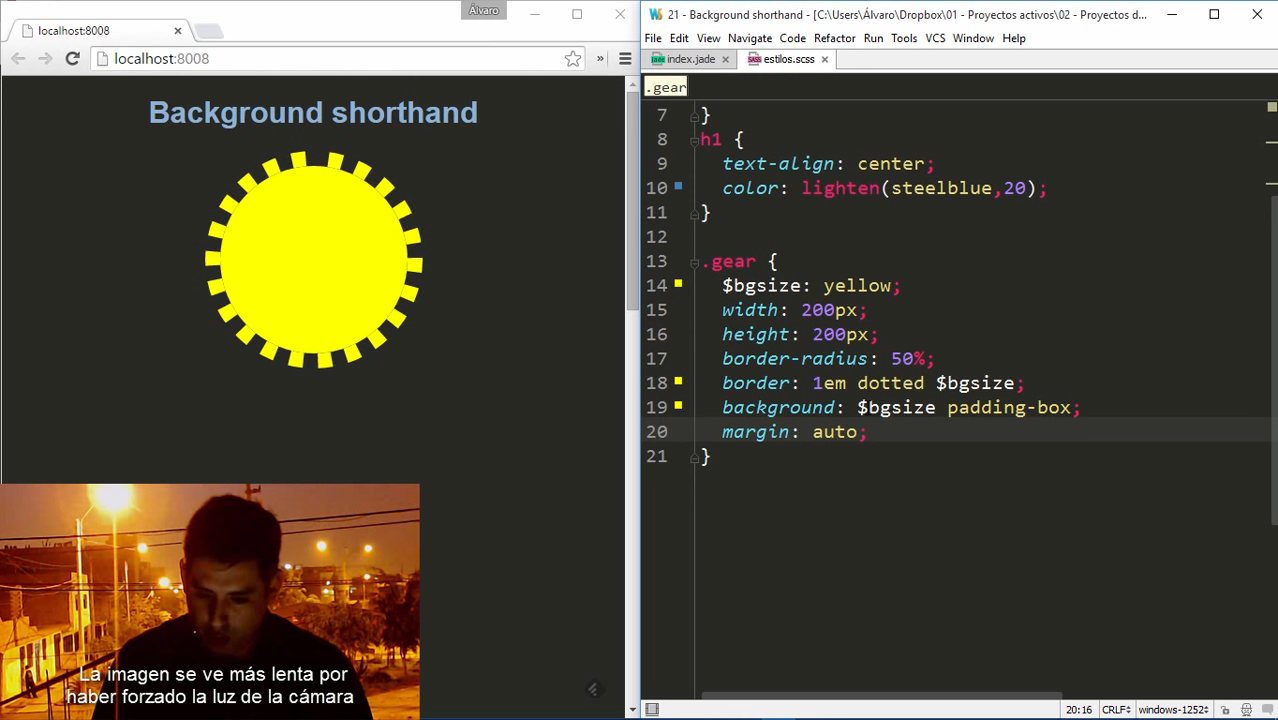 Álvaro
localhost:8008
localhost:8008
»
Background shorthand
La imagen se ve más lenta por
haber forzado la luz de la cámara
21 - Background shorthand - [C:\Users\Álvaro\Dropbox\01 - Proyectos activos\02 - Proyectos d...
File Edit View Navigate Code Refactor Run Tools VCS Window Help
index.jade estilos.scss
.gear
7 }
8 h1 {
9 text-align: center;
10 color: lighten(steelblue,20);
11 }
12
13 .gear {
14 $bgsize: yellow;
15 width: 200px;
16 height: 200px;
17 border-radius: 50%;
18 border: 1em dotted $bgsize;
19 background: $bgsize padding-box;
20 margin: auto;
21 }
20:16 CRLF windows-1252